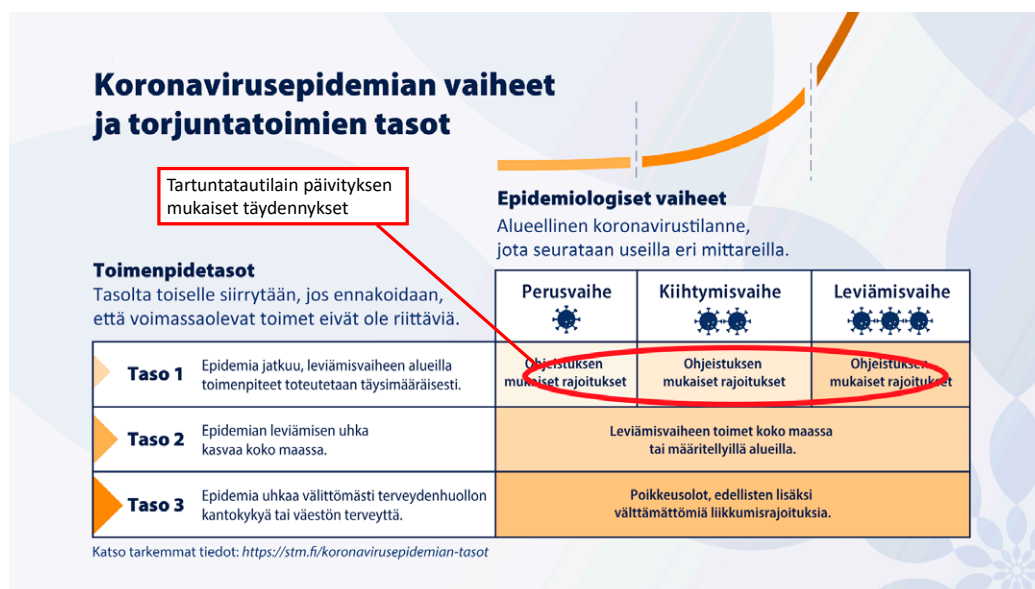 Koronavirusepidemian vaiheet
ja torjuntatoimien tasot
Tartuntatautilain päivityksen
mukaiset täydennykset
Epidemiologiset vaiheet
Alueellinen koronavirustilanne,
jota seurataan useilla eri mittareilla.
Toimenpidetasot
Tasolta toiselle siirrytään, jos ennakoidaan,
että voimassaolevat toimet eivät ole riittäviä.
Perusvaihe Kiihtymisvaihe Leviämisvaihe
Taso 1
Epidemia jatkuu, leviämisvaiheen alueilla
toimenpiteet toteutetaan täysimääräisesti.
Ohjeistuksen
mukaiset rajoitukset
Ohjeistuksen
mukaiset rajoitukset
Ohjeistuksen
mukaiset rajoitukset
Taso 2
Epidemian leviämisen uhka
kasvaa koko maassa.
Leviämisvaiheen toimet koko maassa
tai määritellyillä alueilla.
Taso 3
Epidemia uhkaa välittömästi terveydenhuollon
kantokykyä tai väestön terveyttä.
Poikkeusolot, edellisten lisäksi
välttämättömiä liikkumisrajoituksia.
Katso tarkemmat tiedot: https://stm.fi/koronavirusepidemian-tasot